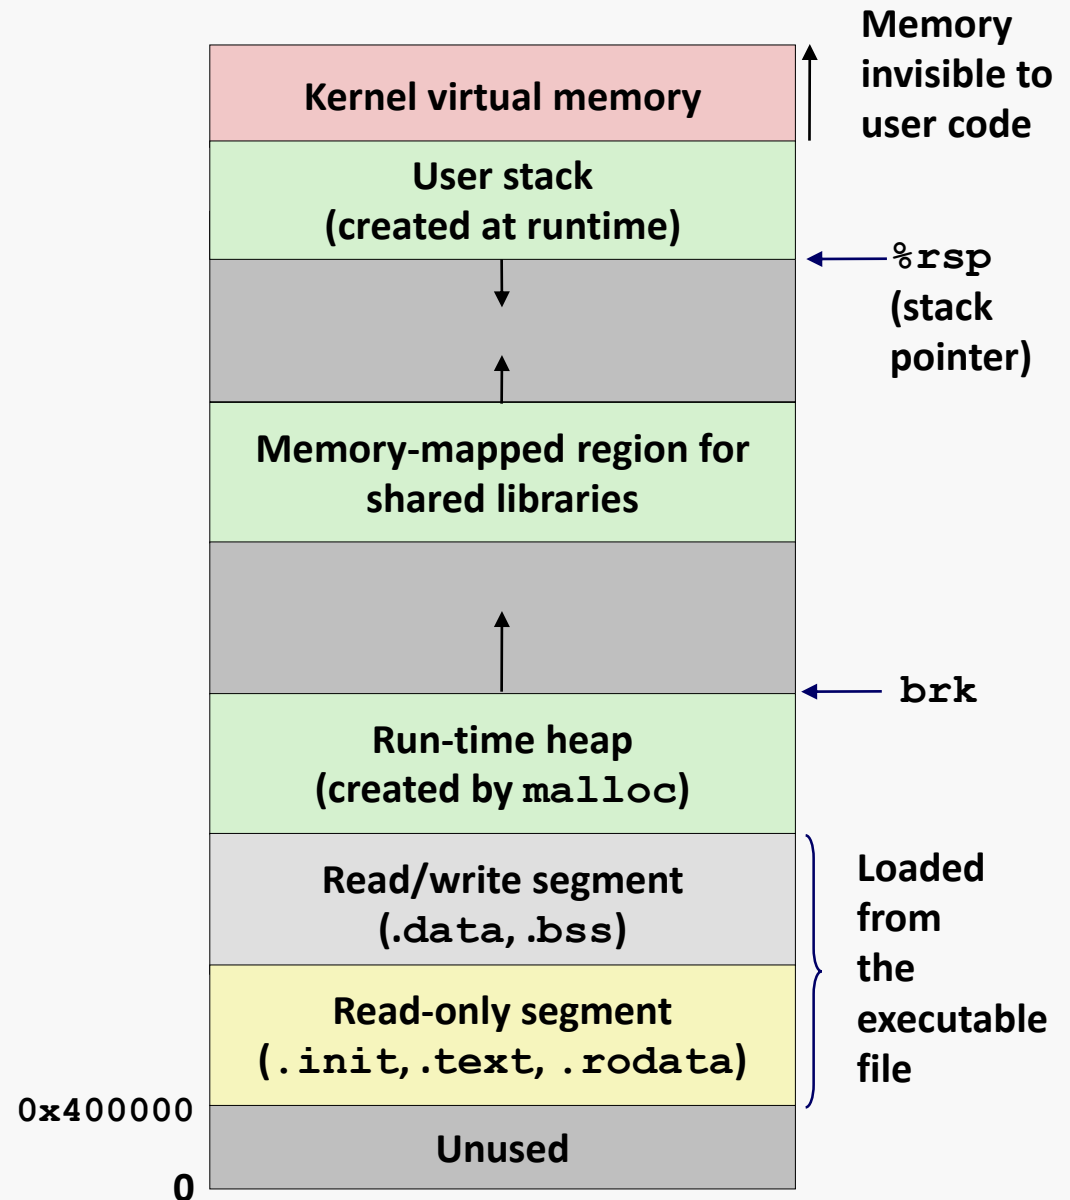 Memory
invisible to
user code
Kernel virtual memory
User stack
(created at runtime)
%rsp
(stack
pointer)
Memory-mapped region for
shared libraries
brk
Run-time heap
(created by malloc)
Read/write segment
(.data, .bss)
Loaded
from
the
executable
file
Read-only segment
(.init, .text, .rodata)
0x400000
Unused
0